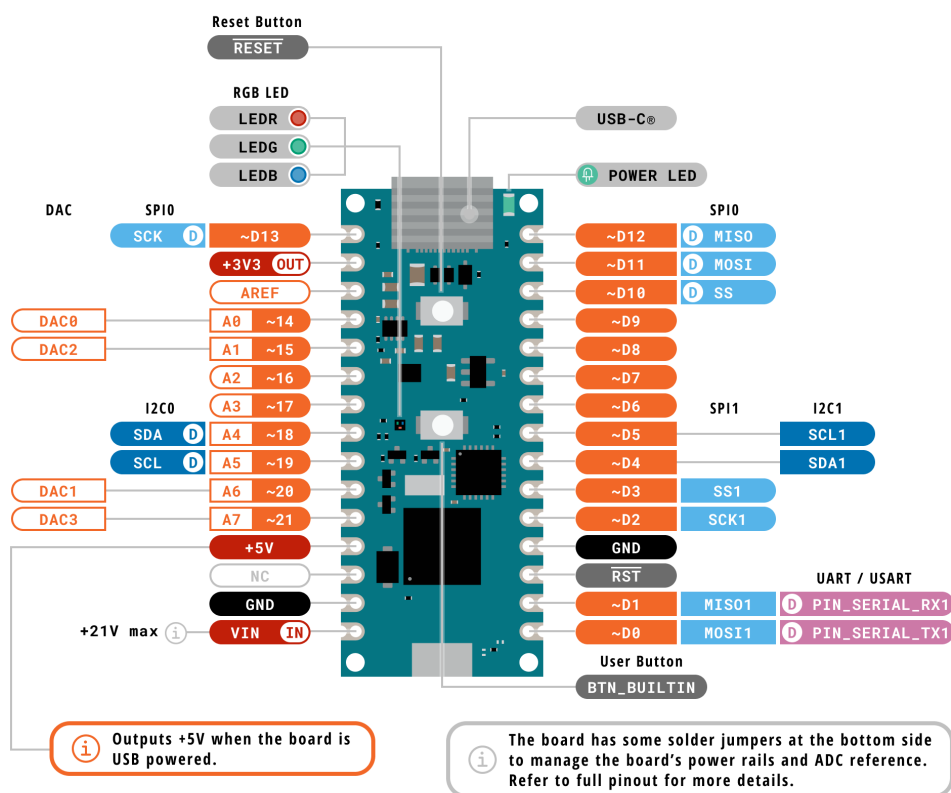 Reset Button
RESET
RGB LED
LEDR
LEDG
LEDB
USB-C®
POWER LED
DAC
SPI0
SPI0
SCK D ~D13
~D12 D MISO
+3V3 OUT
~D11 D MOSI
AREF
~D10 D SS
DAC0 A0 ~14
~D9
DAC2 A1 ~15
~D8
A2 ~16
~D7
A3 ~17
~D6
I2C0
SPI1
I2C1
SDA D A4 ~18
~D5 SCL1
SCL D A5 ~19
~D4 SDA1
DAC1 A6 ~20
~D3 SS1
DAC3 A7 ~21
~D2 SCK1
+5V
GND
NC
RST
UART / USART
GND
~D1 MISO1 D PIN_SERIAL_RX1
+21V max i VIN IN
~D0 MOSI1 D PIN_SERIAL_TX1
User Button
BTN_BUILTIN
i
Outputs +5V when the board is
USB powered.
i
The board has some solder jumpers at the bottom side
to manage the board's power rails and ADC reference.
Refer to full pinout for more details.